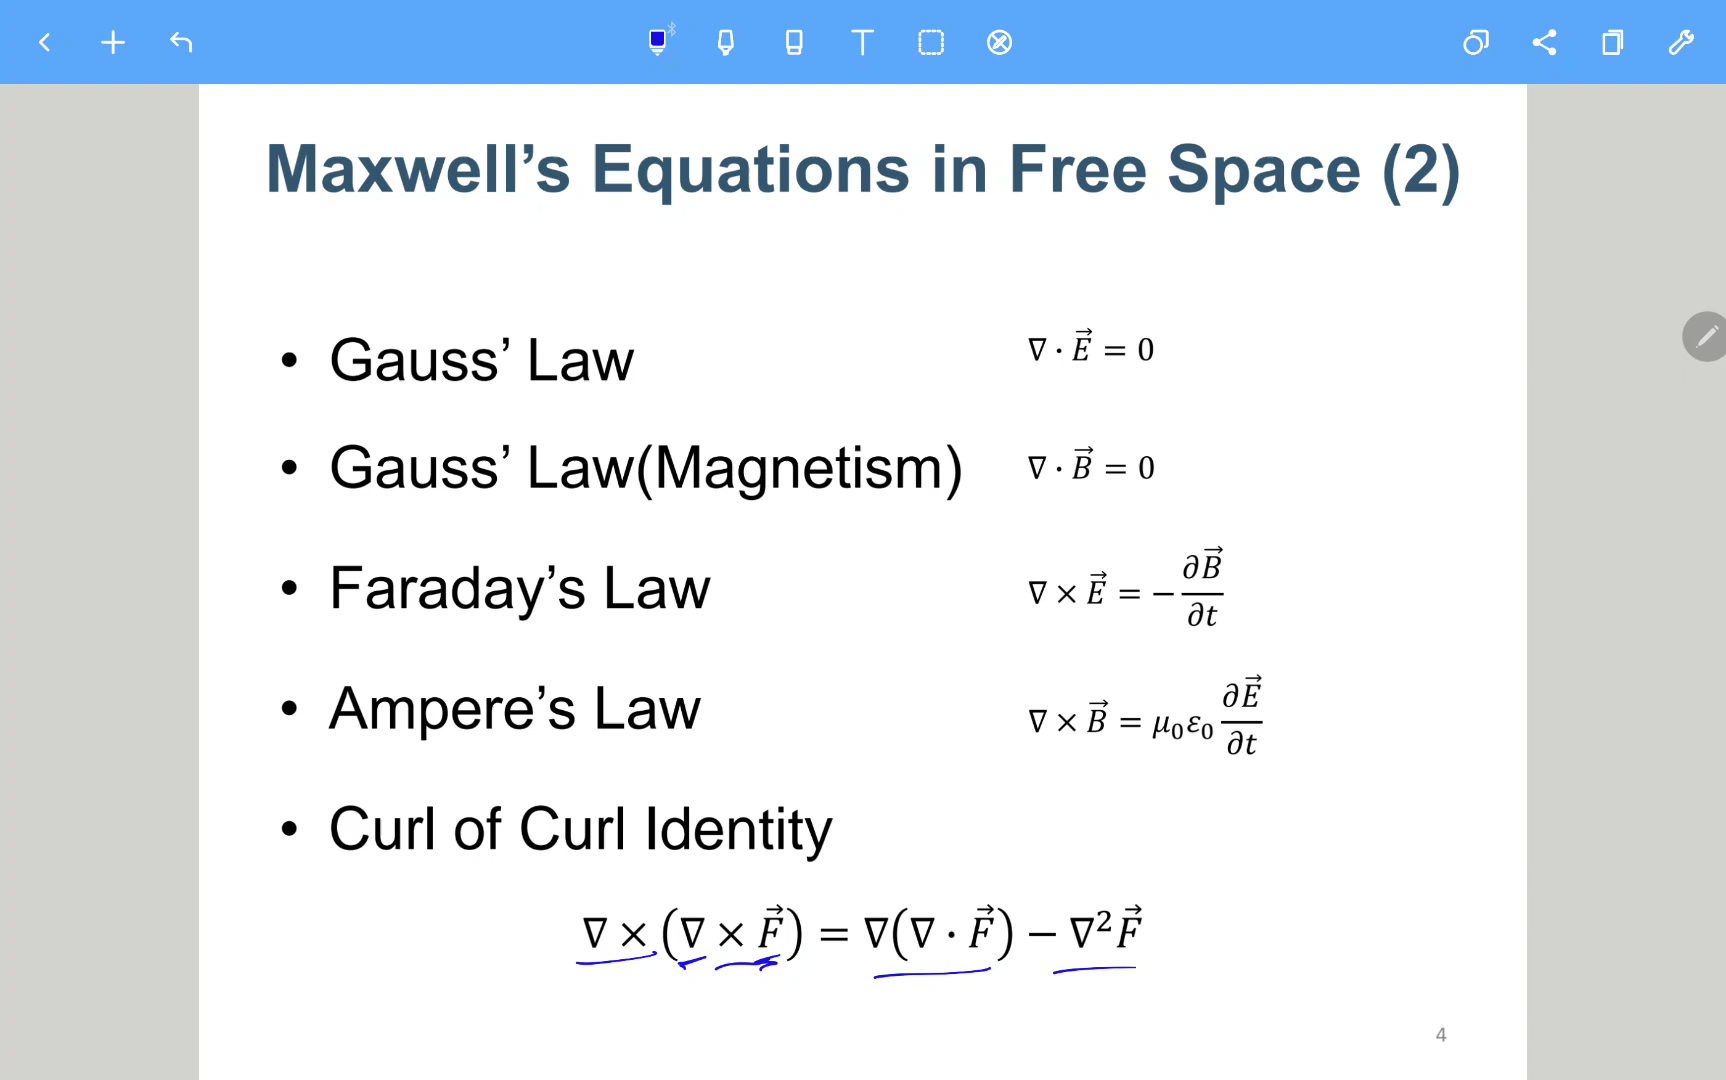 Maxwell’s Equations in Free Space (2)
• Gauss’ Law ∇ · E⃗ = 0
• Gauss’ Law(Magnetism) ∇ · B⃗ = 0
• Faraday’s Law ∇ × E⃗ = −∂B⃗/∂t
• Ampere’s Law ∇ × B⃗ = μ₀ε₀ ∂E⃗/∂t
• Curl of Curl Identity
∇ × (∇ × F⃗) = ∇(∇ · F⃗) − ∇²F⃗
4